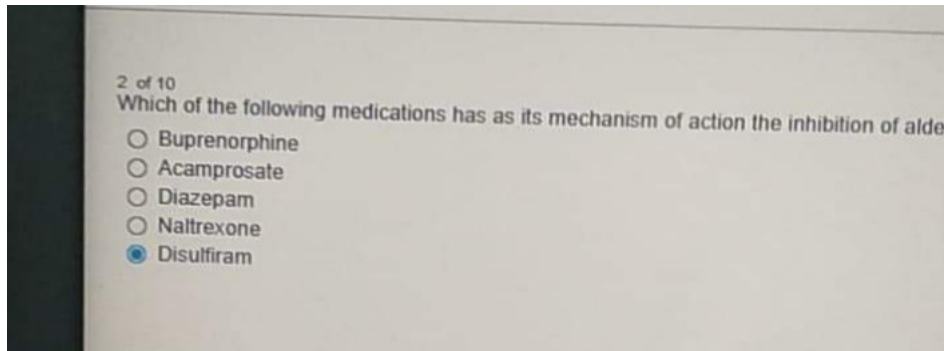 2 of 10
Which of the following medications has as its mechanism of action the inhibition of alde
Buprenorphine
Acamprosate
Diazepam
Naltrexone
Disulfiram